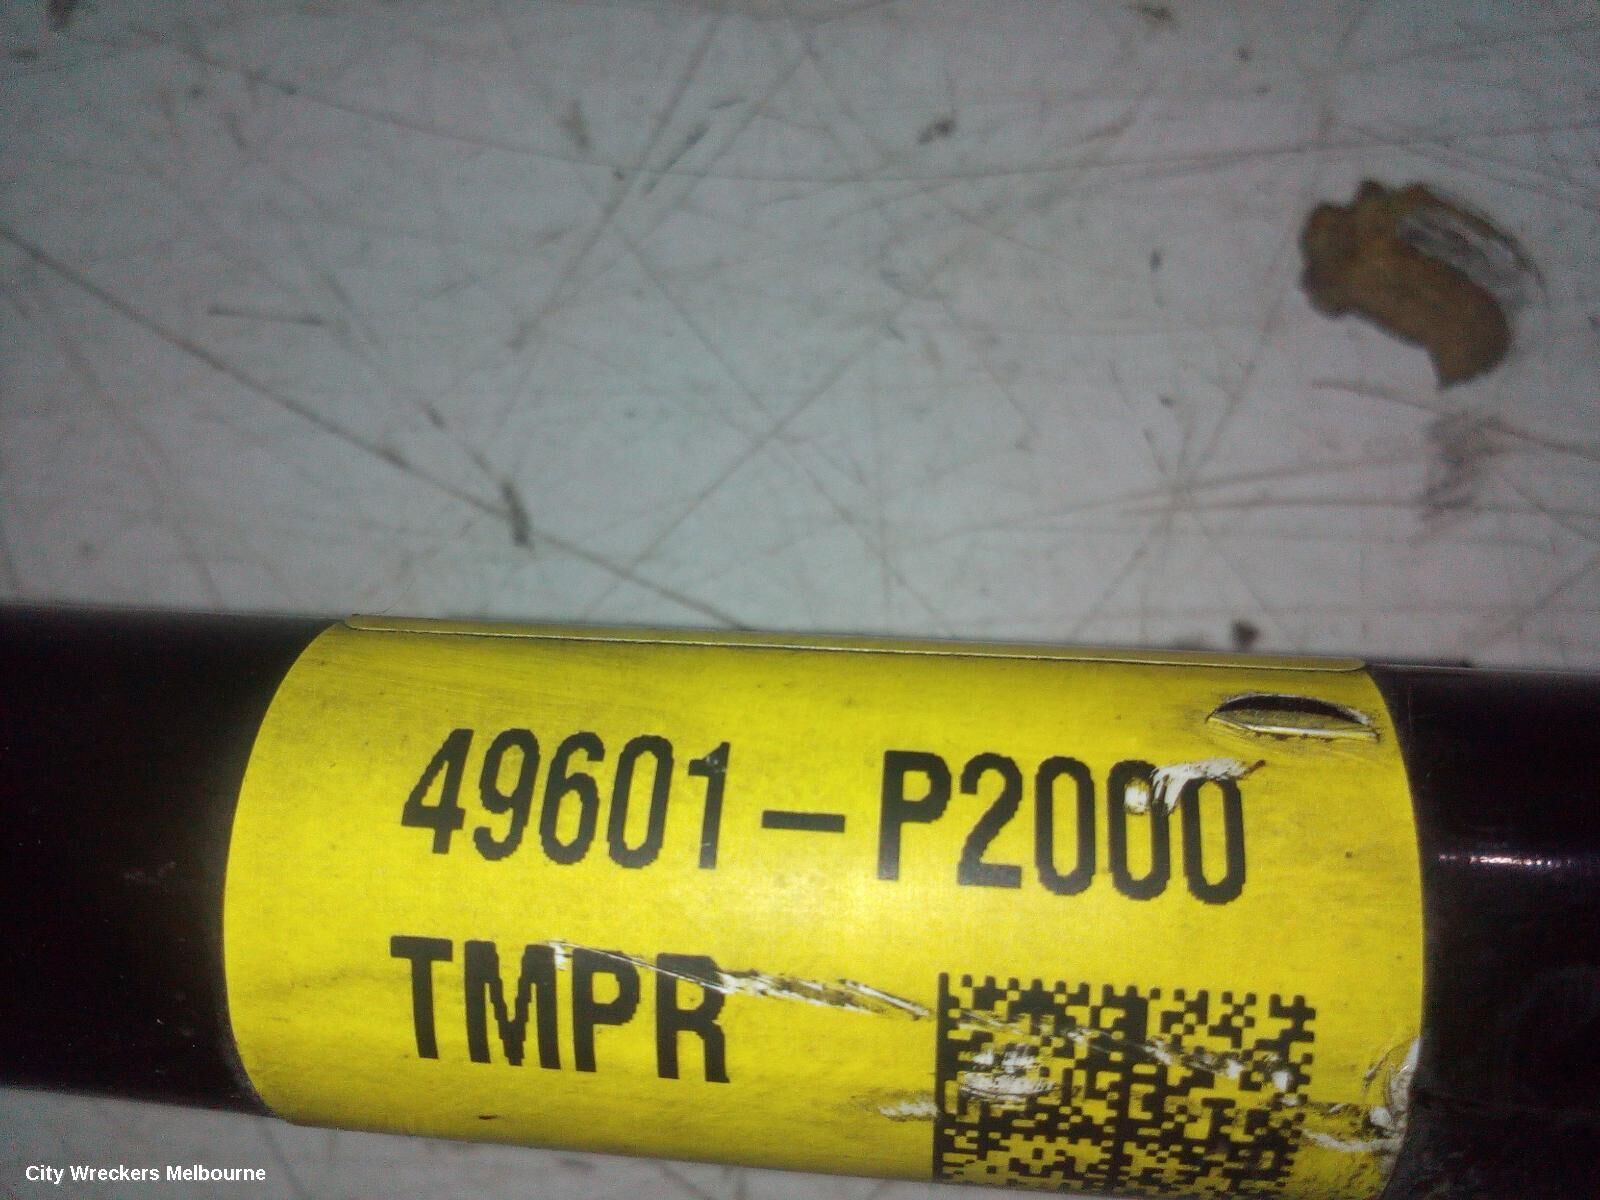 49601-P2000
TMPR
City Wreckers Melbourne